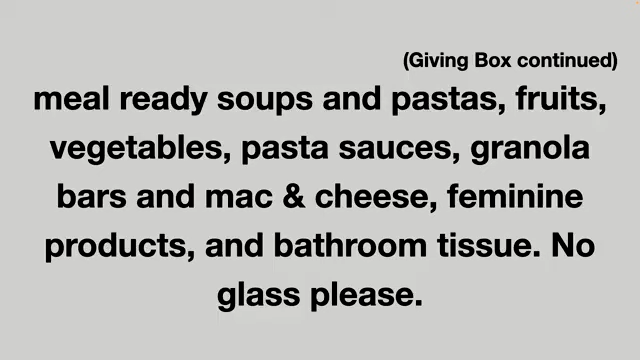 (Giving Box continued)
meal ready soups and pastas, fruits,
vegetables, pasta sauces, granola
bars and mac & cheese, feminine
products, and bathroom tissue. No
glass please.